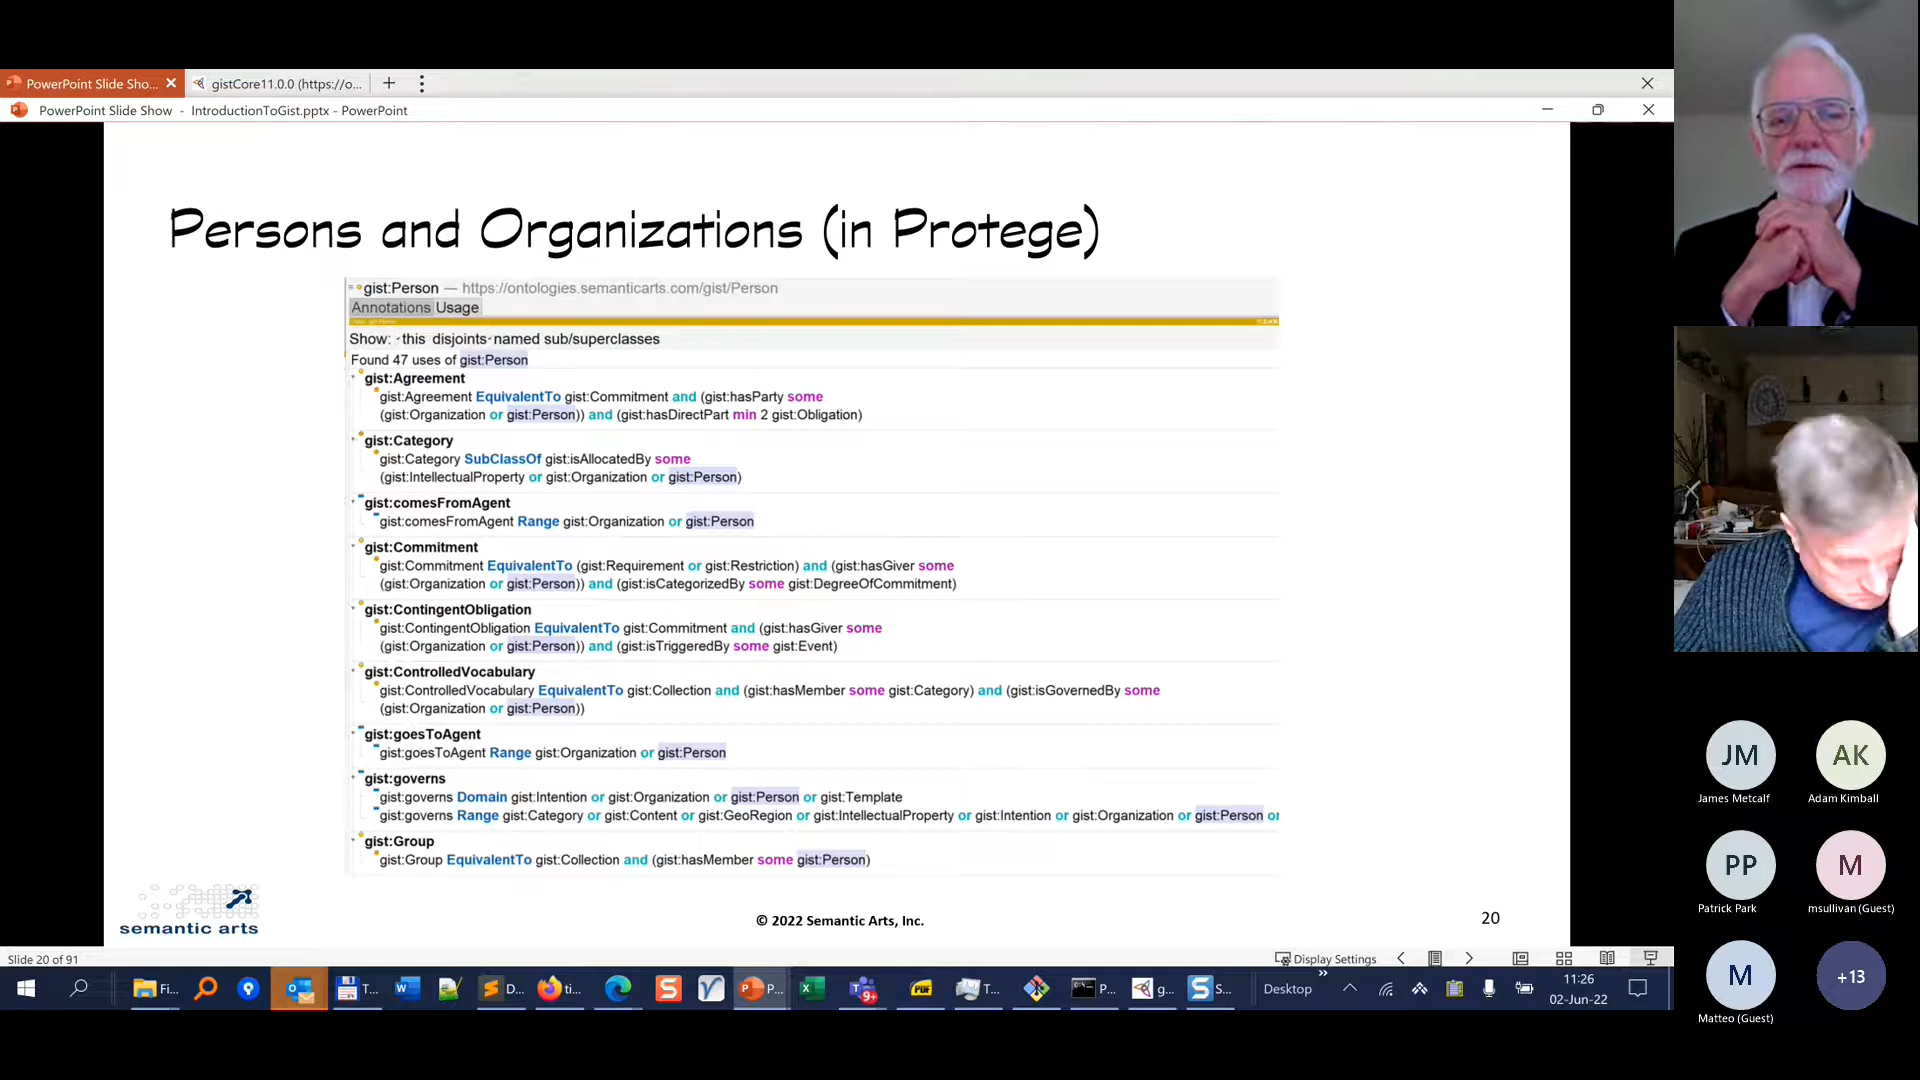 PowerPoint Slide Sho...
gistCore11.0.0 (https://o...
PowerPoint Slide Show - IntroductionToGist.pptx - PowerPoint
Persons and Organizations (in Protege)
gist:Person — https://ontologies.semanticarts.com/gist/Person
Annotations Usage
Show: this disjoints named sub/superclasses
Found 47 uses of gist:Person
gist:Agreement
gist:Agreement EquivalentTo gist:Commitment and (gist:hasParty some
(gist:Organization or gist:Person)) and (gist:hasDirectPart min 2 gist:Obligation)
gist:Category
gist:Category SubClassOf gist:isAllocatedBy some
(gist:IntellectualProperty or gist:Organization or gist:Person)
gist:comesFromAgent
gist:comesFromAgent Range gist:Organization or gist:Person
gist:Commitment
gist:Commitment EquivalentTo (gist:Requirement or gist:Restriction) and (gist:hasGiver some
(gist:Organization or gist:Person)) and (gist:isCategorizedBy some gist:DegreeOfCommitment)
gist:ContingentObligation
gist:ContingentObligation EquivalentTo gist:Commitment and (gist:hasGiver some
(gist:Organization or gist:Person)) and (gist:isTriggeredBy some gist:Event)
gist:ControlledVocabulary
gist:ControlledVocabulary EquivalentTo gist:Collection and (gist:hasMember some gist:Category) and (gist:isGovernedBy some
(gist:Organization or gist:Person))
gist:goesToAgent
gist:goesToAgent Range gist:Organization or gist:Person
gist:governs
gist:governs Domain gist:Intention or gist:Organization or gist:Person or gist:Template
gist:governs Range gist:Category or gist:Content or gist:GeoRegion or gist:IntellectualProperty or gist:Intention or gist:Organization or gist:Person or
gist:Group
gist:Group EquivalentTo gist:Collection and (gist:hasMember some gist:Person)
semantic arts
© 2022 Semantic Arts, Inc.
20
Slide 20 of 91
Display Settings
Fi...
T...
D...
ti...
P...
9+
PDF
T...
P...
g...
S...
Desktop
11:26
02-Jun-22
JM
James Metcalf
AK
Adam Kimball
PP
Patrick Park
M
msullivan (Guest)
M
Matteo (Guest)
+13